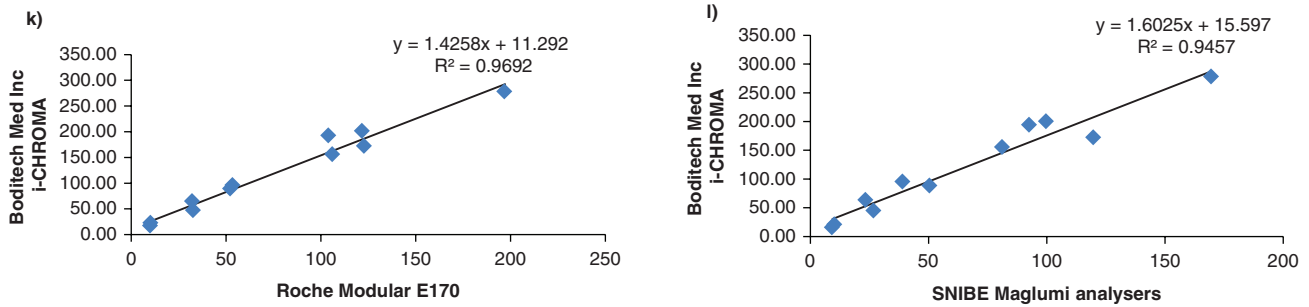 k)
y = 1.4258x + 11.292
R² = 0.9692
Boditech Med Inc
i-CHROMA
350.00
300.00
250.00
200.00
150.00
100.00
50.00
0.00
0 50 100 150 200 250
Roche Modular E170
l)
y = 1.6025x + 15.597
R² = 0.9457
Boditech Med Inc
i-CHROMA
350.00
300.00
250.00
200.00
150.00
100.00
50.00
0.00
0 50 100 150 200
SNIBE Maglumi analysers